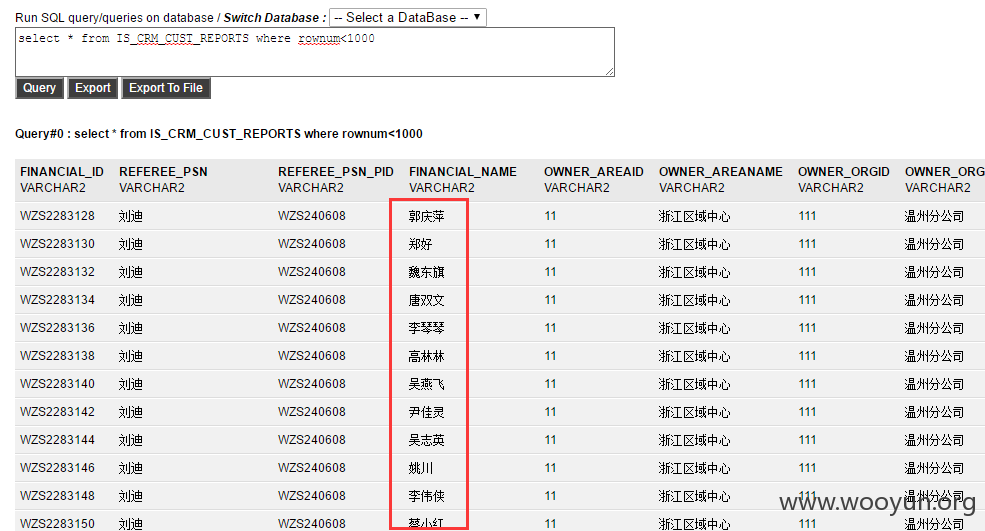 Run SQL query/queries on database / Switch Database : -- Select a DataBase --
select * from IS_CRM_CUST_REPORTS where rownum<1000
Query Export Export To File
Query#0 : select * from IS_CRM_CUST_REPORTS where rownum<1000
FINANCIAL_ID REFEREE_PSN REFEREE_PSN_PID FINANCIAL_NAME OWNER_AREAID OWNER_AREANAME OWNER_ORGID OWNER_ORG
VARCHAR2 VARCHAR2 VARCHAR2 VARCHAR2 VARCHAR2 VARCHAR2 VARCHAR2 VARCHAR2
WZS2283128 刘迪 WZS240608 郭庆萍 11 浙江区域中心 111 温州分公司
WZS2283130 刘迪 WZS240608 郑好 11 浙江区域中心 111 温州分公司
WZS2283132 刘迪 WZS240608 魏东旗 11 浙江区域中心 111 温州分公司
WZS2283134 刘迪 WZS240608 唐双文 11 浙江区域中心 111 温州分公司
WZS2283136 刘迪 WZS240608 李琴琴 11 浙江区域中心 111 温州分公司
WZS2283138 刘迪 WZS240608 高林林 11 浙江区域中心 111 温州分公司
WZS2283140 刘迪 WZS240608 吴燕飞 11 浙江区域中心 111 温州分公司
WZS2283142 刘迪 WZS240608 尹佳灵 11 浙江区域中心 111 温州分公司
WZS2283144 刘迪 WZS240608 吴志英 11 浙江区域中心 111 温州分公司
WZS2283146 刘迪 WZS240608 姚川 11 浙江区域中心 111 温州分公司
WZS2283148 刘迪 WZS240608 李伟侠 11 浙江区域中心 111 温州分公司
WZS2283150 刘迪 WZS240608 蔡小红 11 浙江区域中心 111 温州分公司
www.wooyun.org